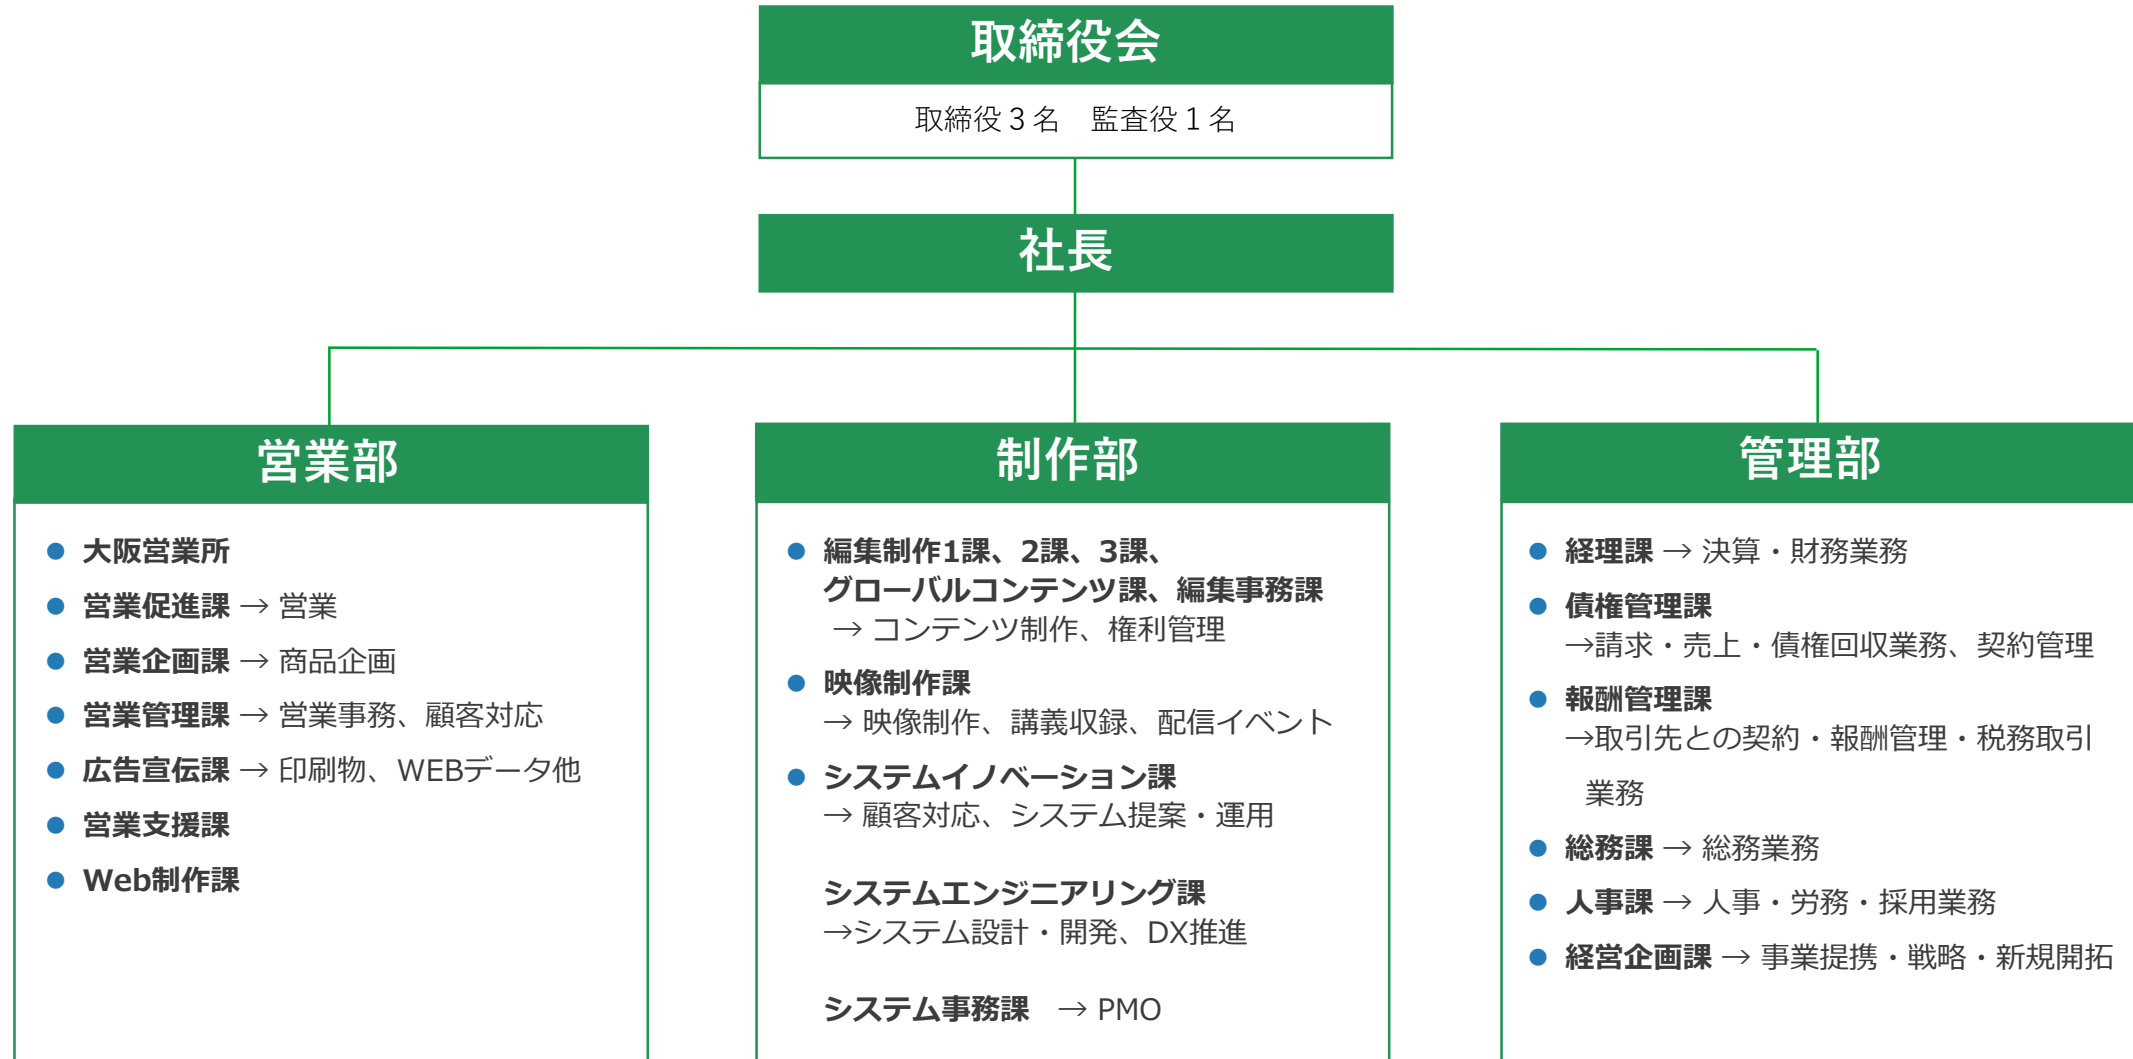 取締役会
取締役３名　監査役１名
社長
営業部
● 大阪営業所
● 営業促進課 → 営業
● 営業企画課 → 商品企画
● 営業管理課 → 営業事務、顧客対応
● 広告宣伝課 → 印刷物、WEBデータ他
● 営業支援課
● Web制作課
制作部
● 編集制作1課、2課、3課、
グローバルコンテンツ課、編集事務課
→ コンテンツ制作、権利管理
● 映像制作課
→ 映像制作、講義収録、配信イベント
● システムイノベーション課
→ 顧客対応、システム提案・運用
システムエンジニアリング課
→システム設計・開発、DX推進
システム事務課　→ PMO
管理部
● 経理課 → 決算・財務業務
● 債権管理課
→請求・売上・債権回収業務、契約管理
● 報酬管理課
→取引先との契約・報酬管理・税務取引
業務
● 総務課 → 総務業務
● 人事課 → 人事・労務・採用業務
● 経営企画課 → 事業提携・戦略・新規開拓